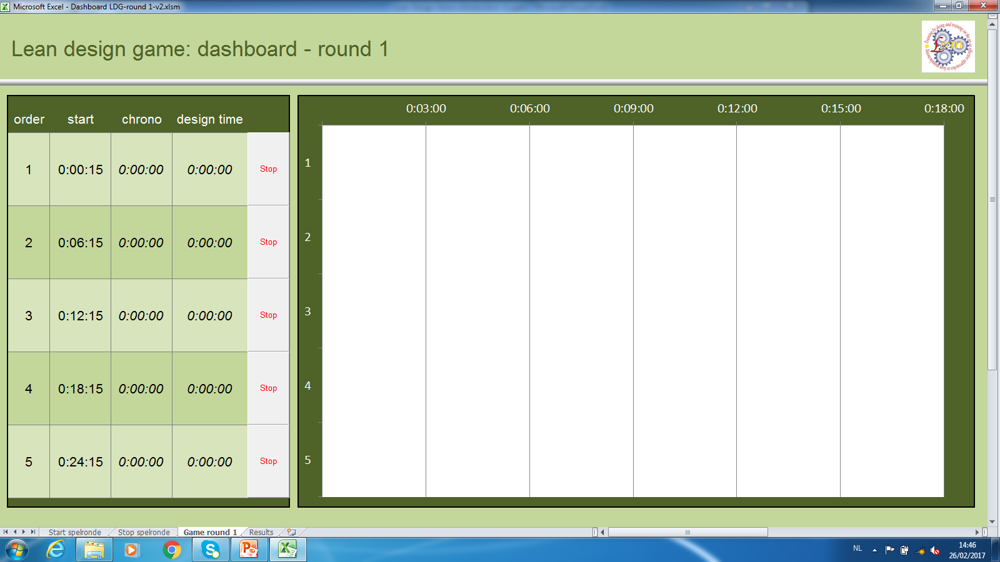 Microsoft Excel - Dashboard LDG-round 1-v2.xlsm
Lean design game: dashboard - round 1
Lean
order start chrono design time
1 0:00:15 0:00:00 0:00:00 Stop
2 0:06:15 0:00:00 0:00:00 Stop
3 0:12:15 0:00:00 0:00:00 Stop
4 0:18:15 0:00:00 0:00:00 Stop
5 0:24:15 0:00:00 0:00:00 Stop
0:03:00 0:06:00 0:09:00 0:12:00 0:15:00 0:18:00
1
2
3
4
5
Start spelronde Stop spelronde Game round 1 Results
NL 14:46
26/02/2017